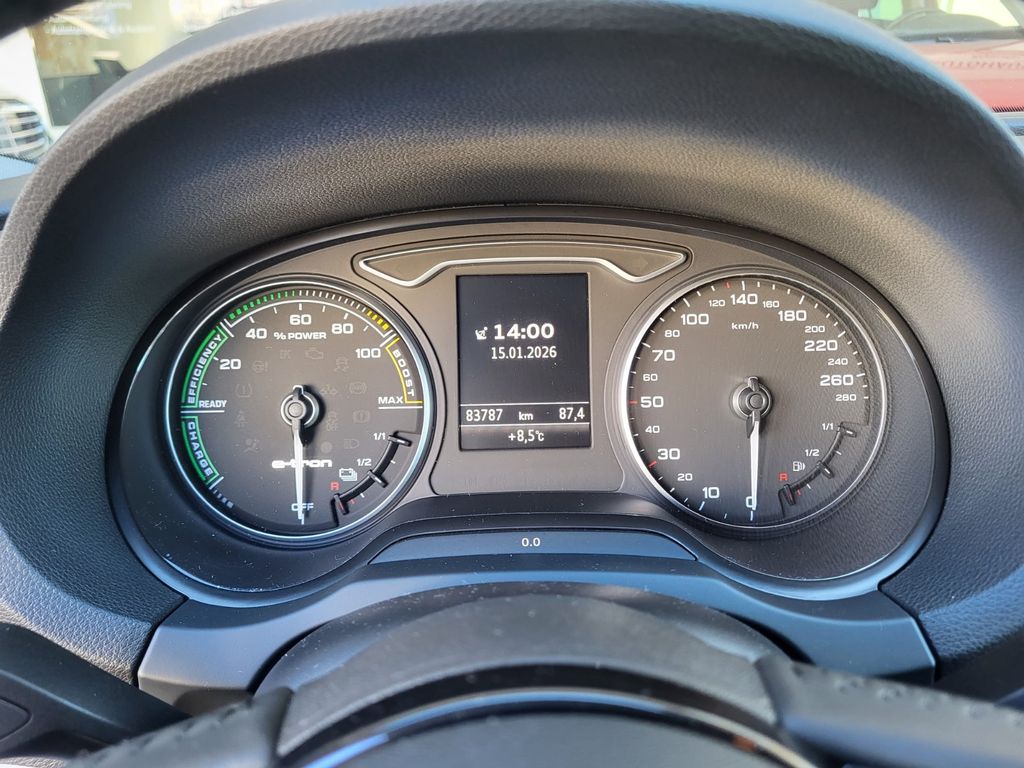 % POWER
20
40
60
80
100
EFFICIENCY
BOOST
READY
MAX
CHARGE
1/1
1/2
e-tron
R
OFF
14:00
15.01.2026
83787 km 87,4
+8,5°C
0.0
km/h
0
10
20
30
50
60
70
80
100
120
140
160
180
200
220
240
260
280
1/1
1/2
R